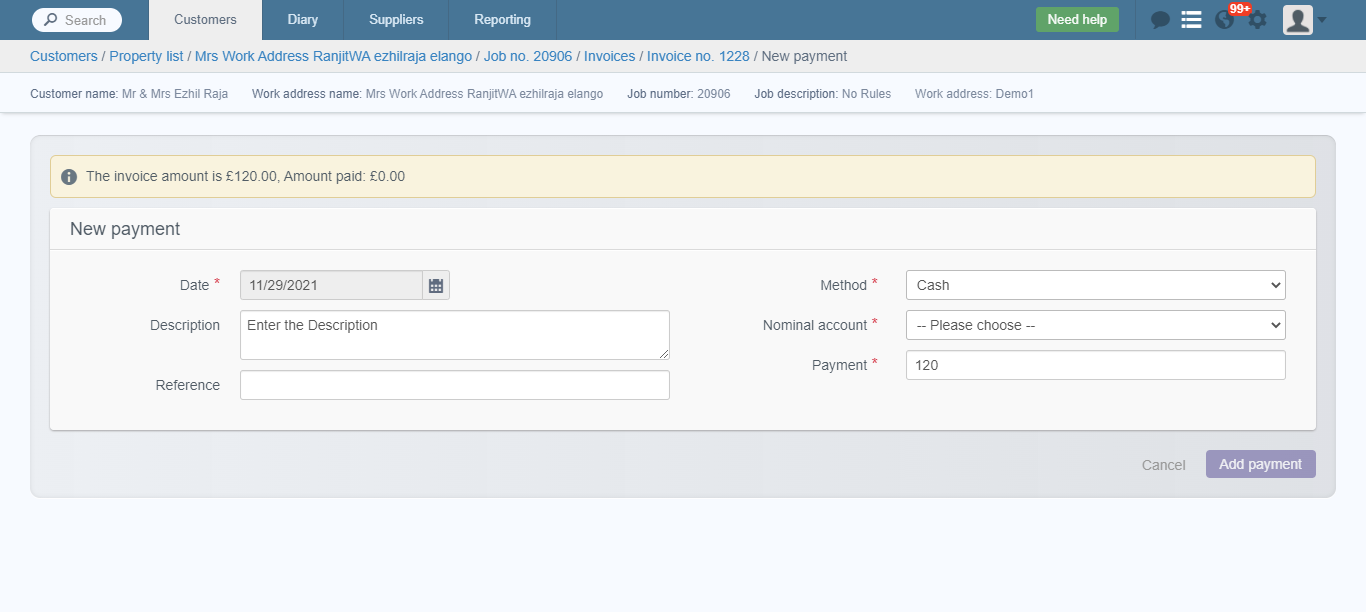 Search Customers Diary Suppliers Reporting Need help 99+
Customers / Property list / Mrs Work Address RanjitWA ezhilraja elango / Job no. 20906 / Invoices / Invoice no. 1228 / New payment
Customer name: Mr & Mrs Ezhil Raja Work address name: Mrs Work Address RanjitWA ezhilraja elango Job number: 20906 Job description: No Rules Work address: Demo1
The invoice amount is £120.00, Amount paid: £0.00
New payment
Date * 11/29/2021 Method * Cash
Description Enter the Description Nominal account * -- Please choose --
Payment * 120
Reference
Cancel Add payment